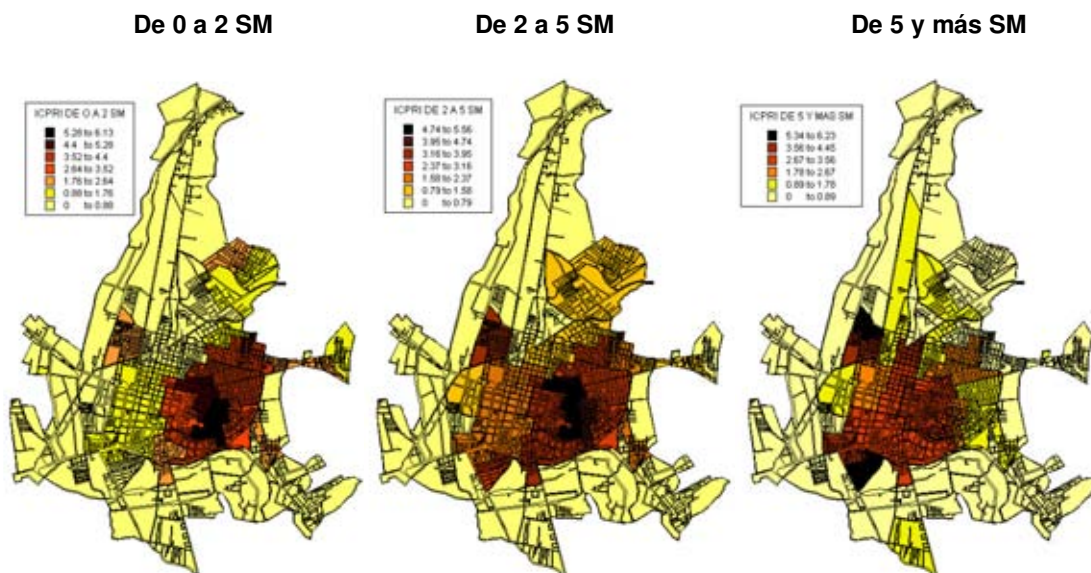 De 0 a 2 SM
De 2 a 5 SM
De 5 y más SM
ICPRI DE 0 A 2 SM
5.28 to 6.13
4.4 to 5.28
3.52 to 4.4
2.64 to 3.52
1.76 to 2.64
0.88 to 1.76
0 to 0.88
ICPRI DE 2 A 5 SM
4.74 to 5.56
3.95 to 4.74
3.16 to 3.95
2.37 to 3.16
1.58 to 2.37
0.79 to 1.58
0 to 0.79
ICPRI DE 5 Y MAS SM
5.34 to 6.23
3.56 to 4.45
2.67 to 3.56
1.78 to 2.67
0.89 to 1.78
0 to 0.89